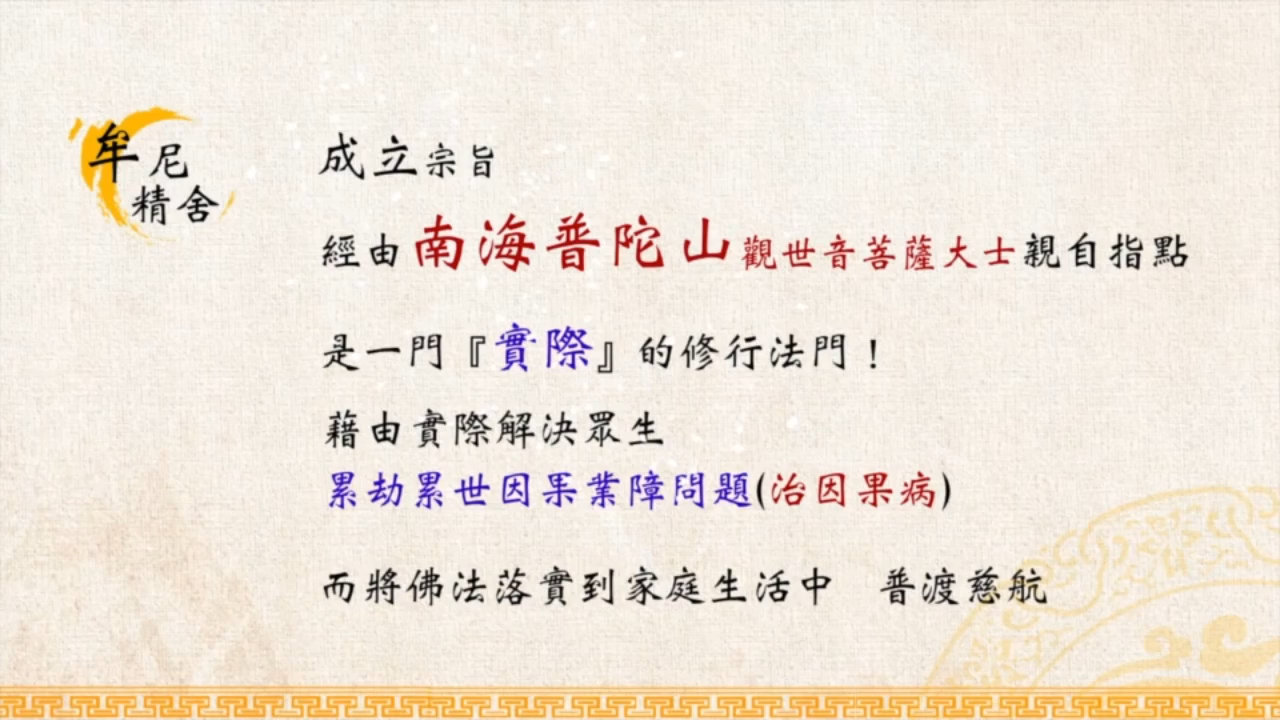 牟尼
精舍
成立宗旨
經由南海普陀山觀世音菩薩大士親自指點
是一門『實際』的修行法門！
藉由實際解決眾生
累劫累世因果業障問題(治因果病)
而將佛法落實到家庭生活中　普渡慈航